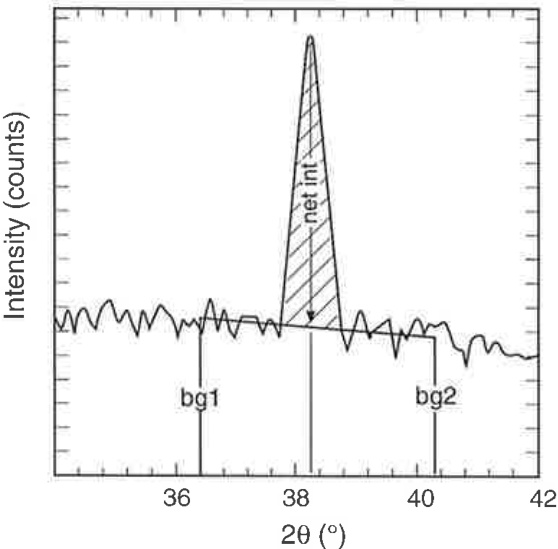 Intensity (counts)
net int
bg1
bg2
36
38
40
42
2θ (°)